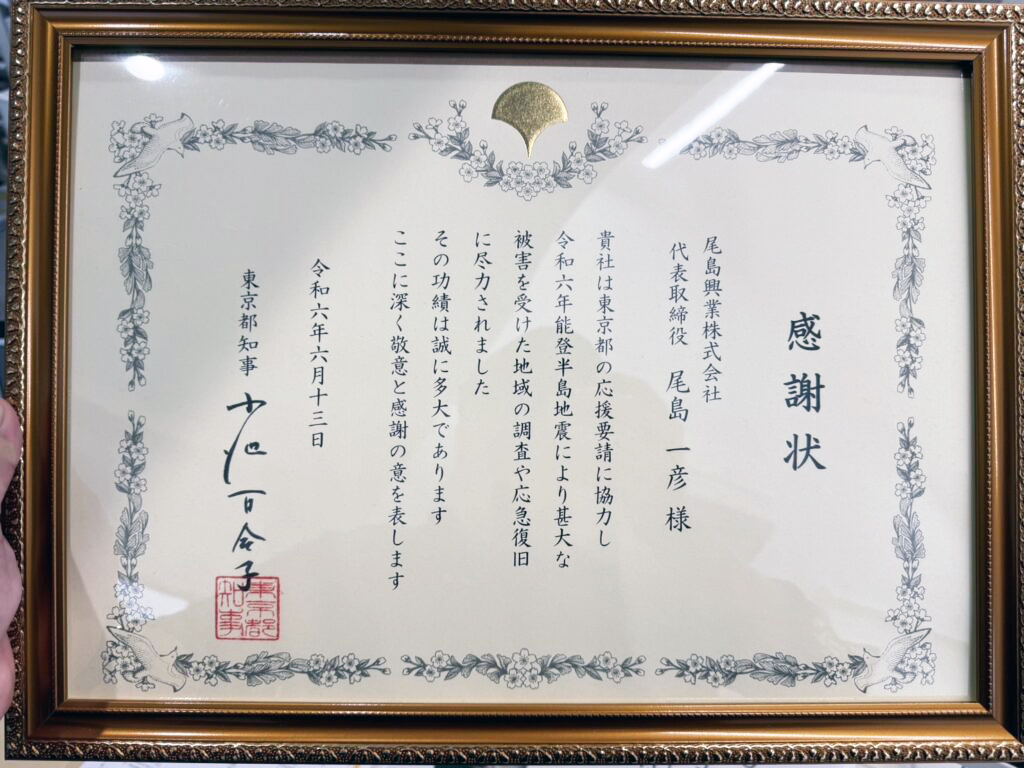 感謝状
尾島興業株式会社
代表取締役 尾島 一彦 様
貴社は東京都の応援要請に協力し
令和六年能登半島地震により甚大な
被害を受けた地域の調査や応急復旧
に尽力されました
その功績は誠に多大であります
ここに深く敬意と感謝の意を表します
令和六年六月十三日
東京都知事 小池百合子
東京都知事